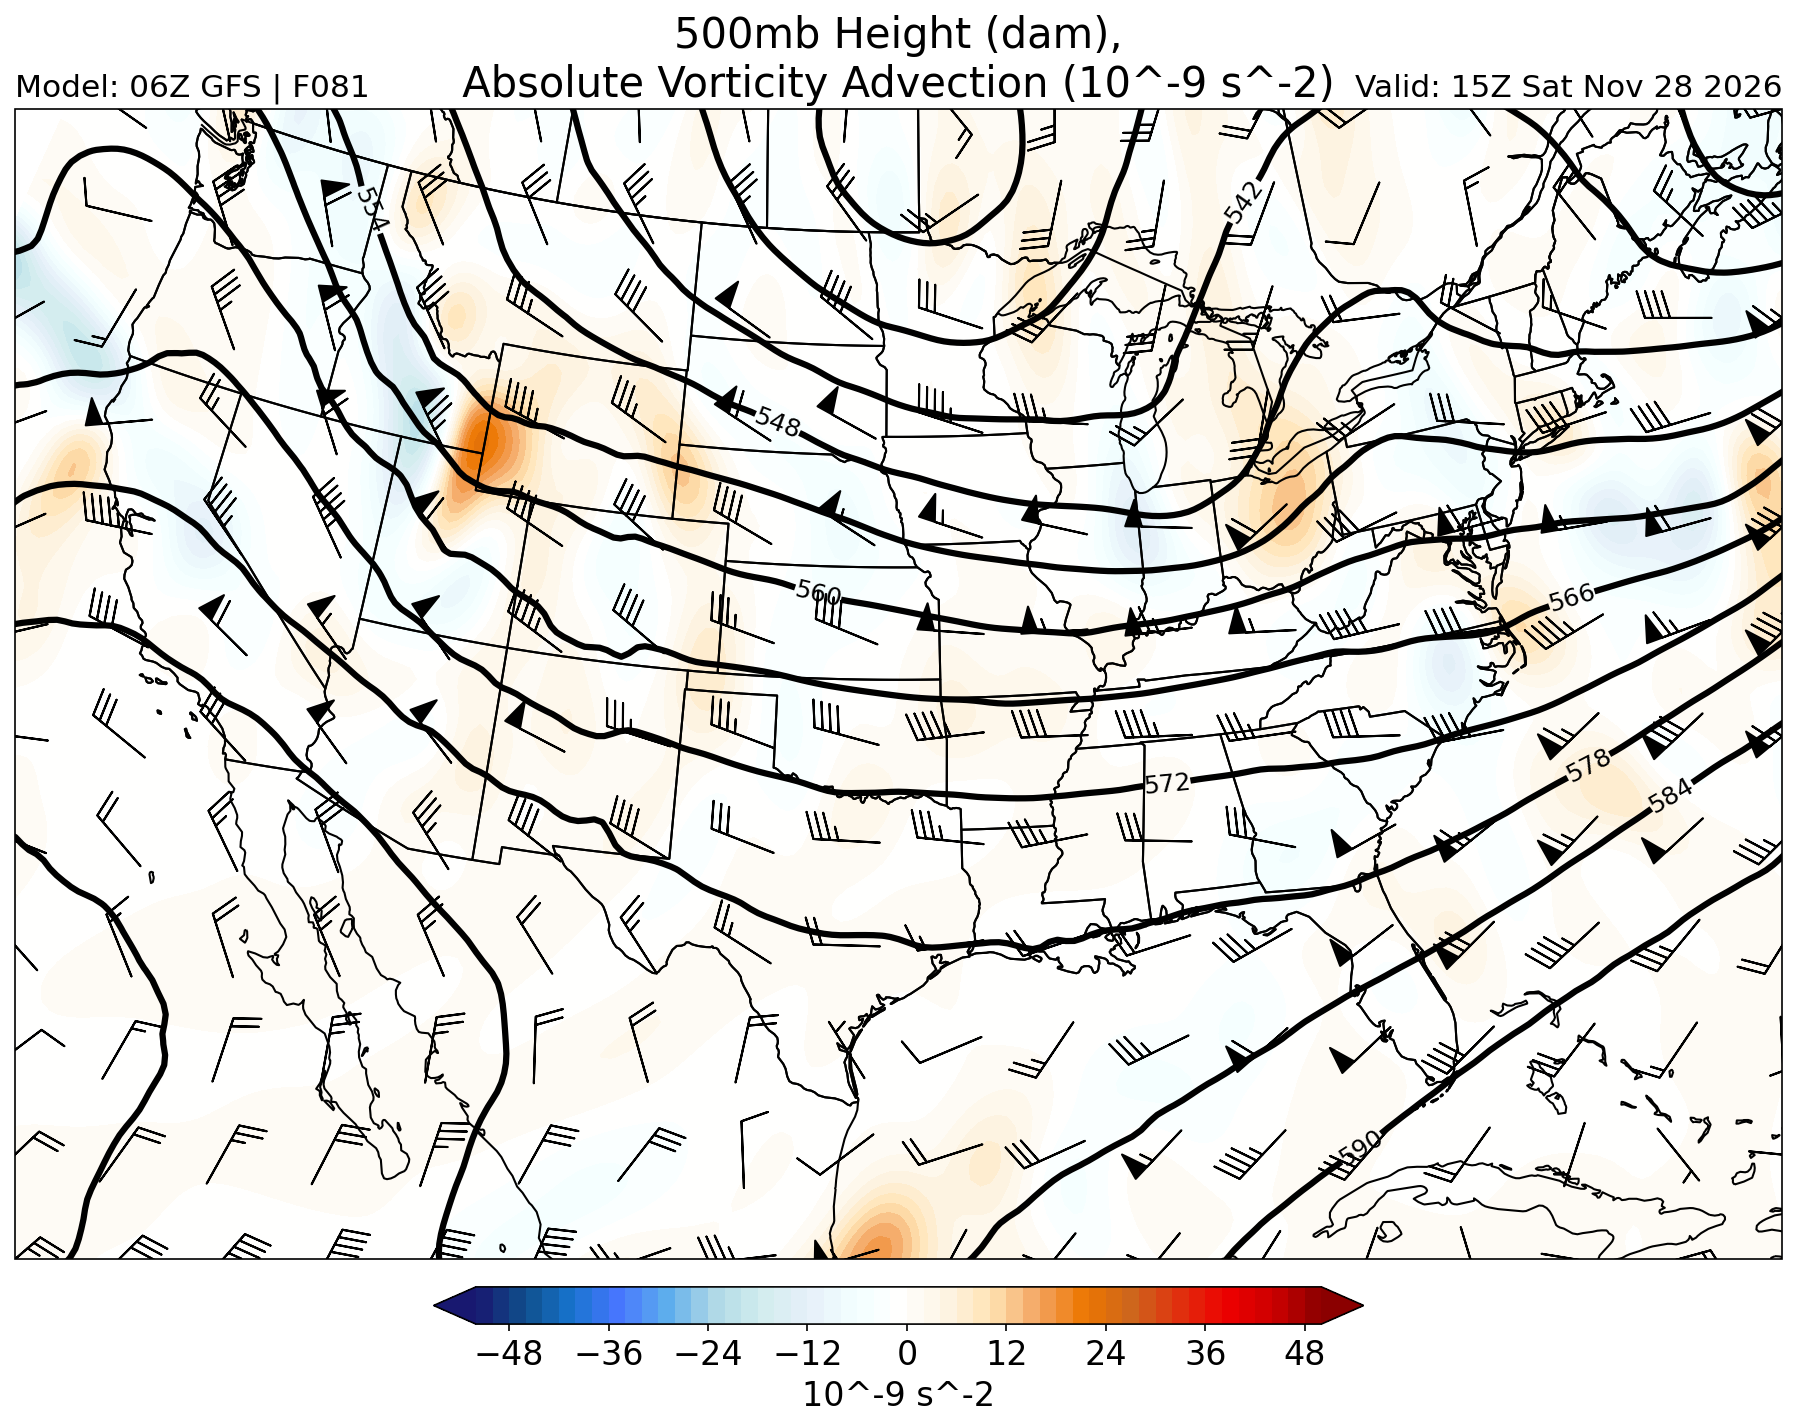 500mb Height (dam),
Model: 06Z GFS | F081
Absolute Vorticity Advection (10^-9 s^-2)
Valid: 15Z Sat Nov 28 2026
554
542
548
560
566
572
578
584
590
−48 −36 −24 −12 0 12 24 36 48
10^-9 s^-2